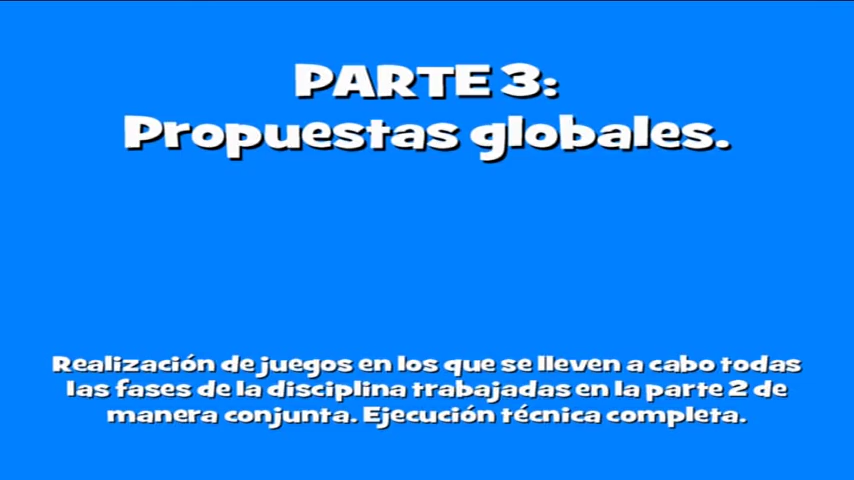 PARTE 3:
Propuestas globales.
Realización de juegos en los que se lleven a cabo todas
las fases de la disciplina trabajadas en la parte 2 de
manera conjunta. Ejecución técnica completa.